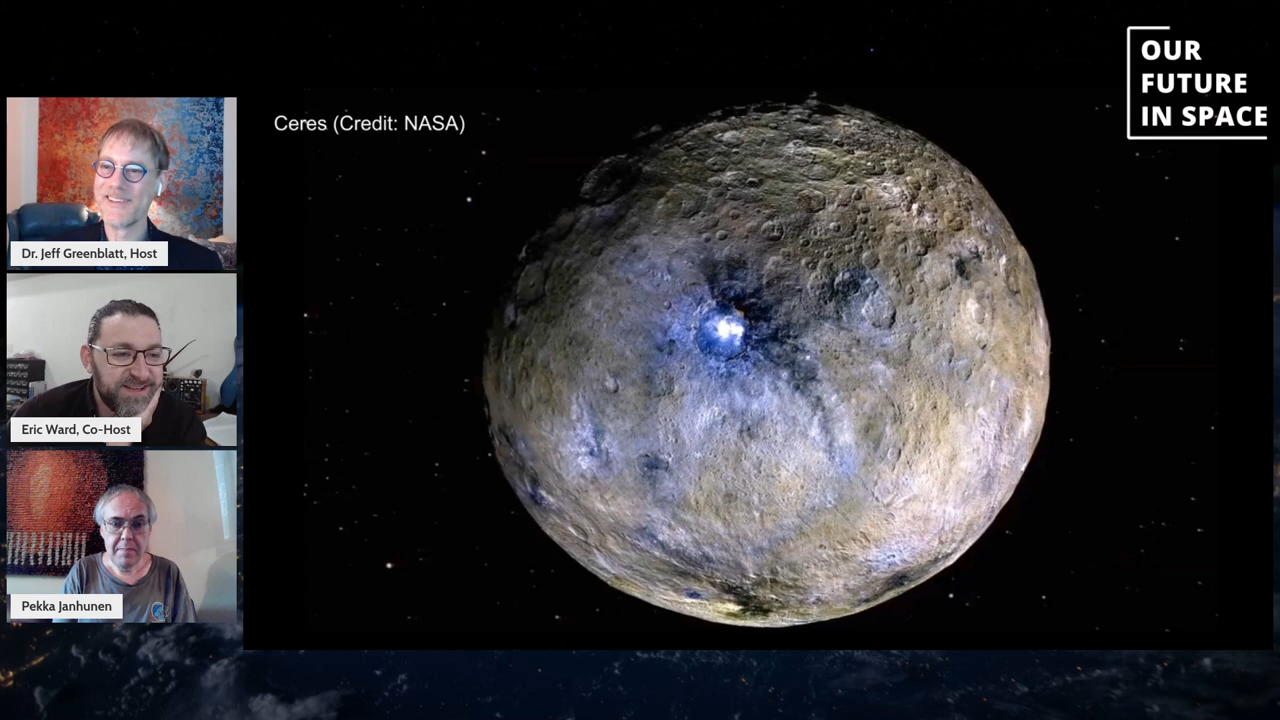 OUR
FUTURE
IN SPACE
Ceres (Credit: NASA)
Dr. Jeff Greenblatt, Host
Eric Ward, Co-Host
Pekka Janhunen